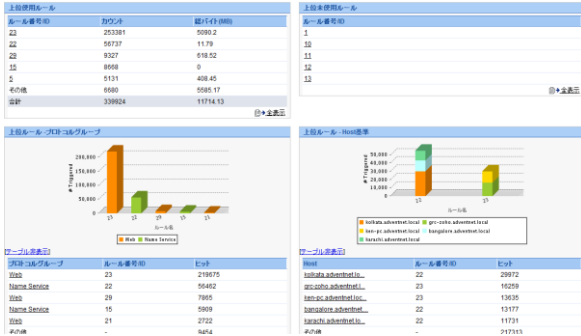 上位使用ルール
ルール番号/ID カウント 総バイト(MB)
23 253381 5090.2
22 56737 11.79
29 9327 618.52
15 8668 0
5 5131 408.45
その他 6680 5585.17
合計 339924 11714.13
全表示
上位未使用ルール
ルール番号/ID
1
10
11
12
13
全表示
上位ルール - プロトコルグループ
# Triggered
200,000
150,000
100,000
50,000
0
23 22 29 15 21
ルール名
Web Name Service
[テーブル非表示]
プロトコルグループ ルール番号/ID ヒット
Web 23 219675
Name Service 22 56462
Web 29 7865
Web 15 5909
Web 21 2722
その他 - 9454
上位ルール - Host基準
# Triggered
50,000
40,000
30,000
20,000
10,000
0
22 23
ルール名
kolkata.adventnet.local grc-zoho.adventnet.local
ken-pc.adventnet.local bangalore.adventnet.local
karachi.adventnet.local
[テーブル非表示]
Host ルール番号/ID ヒット
kolkata.adventnet.lo... 22 29972
grc-zoho.adventnet.l... 23 16259
ken-pc.adventnet.loc... 23 13635
bangalore.adventnet.... 22 13177
karachi.adventnet.lo... 22 11731
その他 - 217313